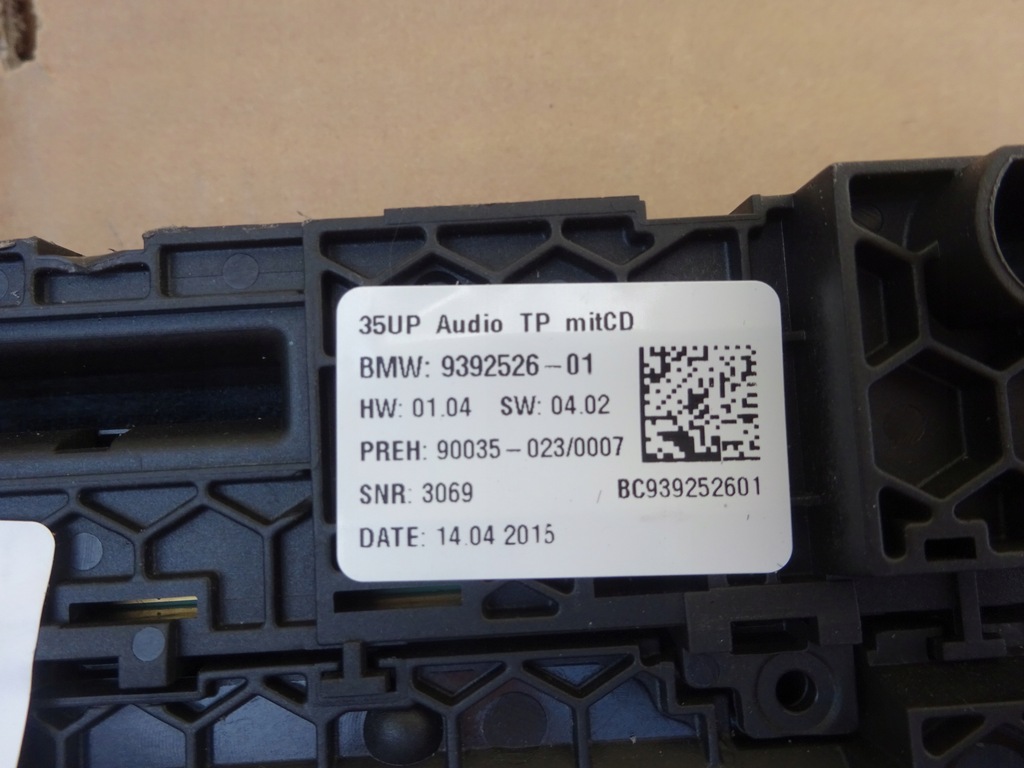 35UP Audio TP mitCD
BMW: 9392526-01
HW: 01.04 SW: 04.02
PREH: 90035-023/0007
SNR: 3069
BC939252601
DATE: 14.04 2015